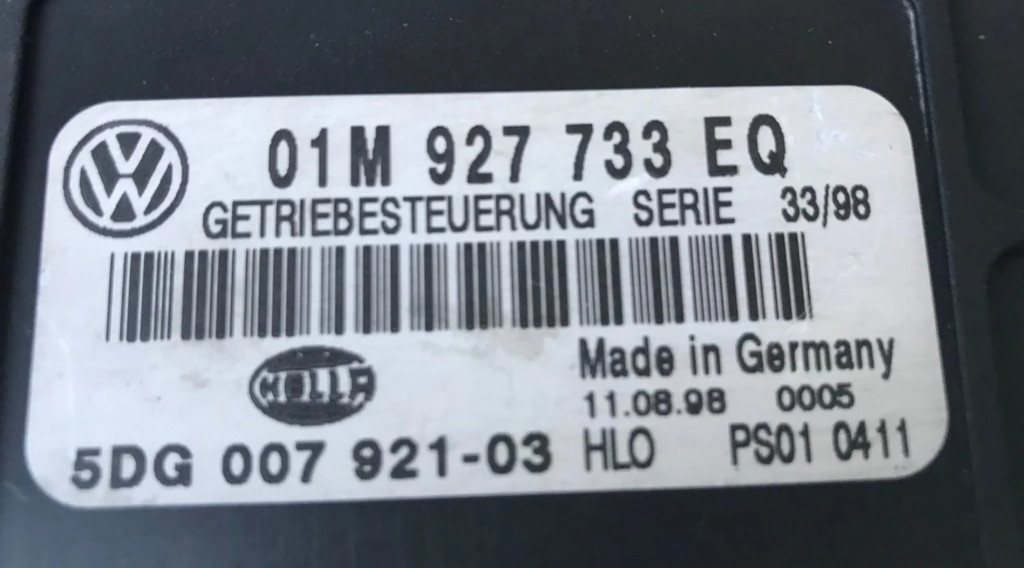 01M 927 733 EQ
GETRIEBESTEUERUNG SERIE 33/98
Made in Germany
HELLA
11.08.98 0005
5DG 007 921-03 HLO PS01 0411